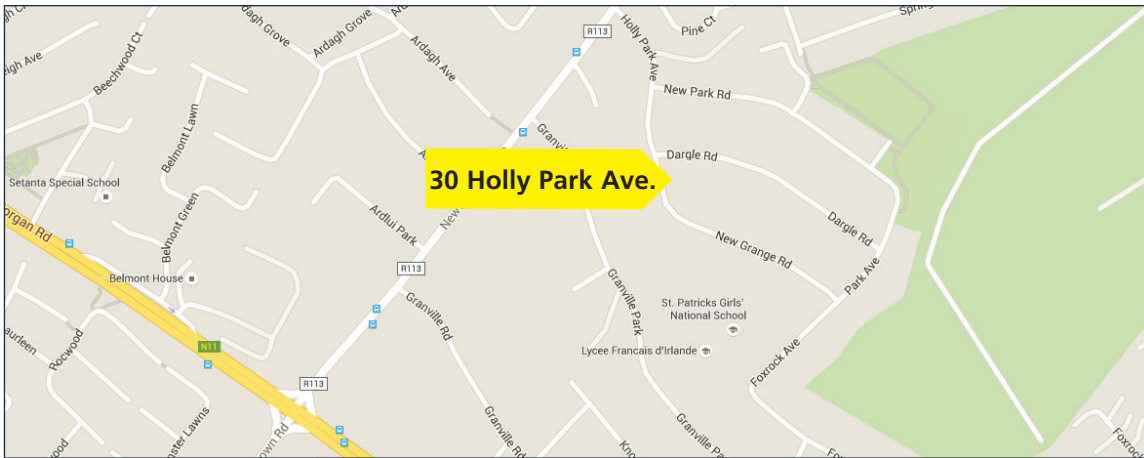 Ardagh Grove
Ardagh Grove
R113
Holly Park Ave
Pine Ct
Beechwood Ct
Ardagh Ave
New Park Rd
Belmont Lawn
Dargle Rd
30 Holly Park Ave.
Setanta Special School
Ardlui Park
Belmont Green
Dargle Rd
New Grange Rd
Park Ave
R113
Belmont House
Granville Park
Granville Rd
St. Patricks Girls'
National School
Lycee Francais d'Irlande
N11
Rocwood
Foxrock Ave
R113
Granville Rd